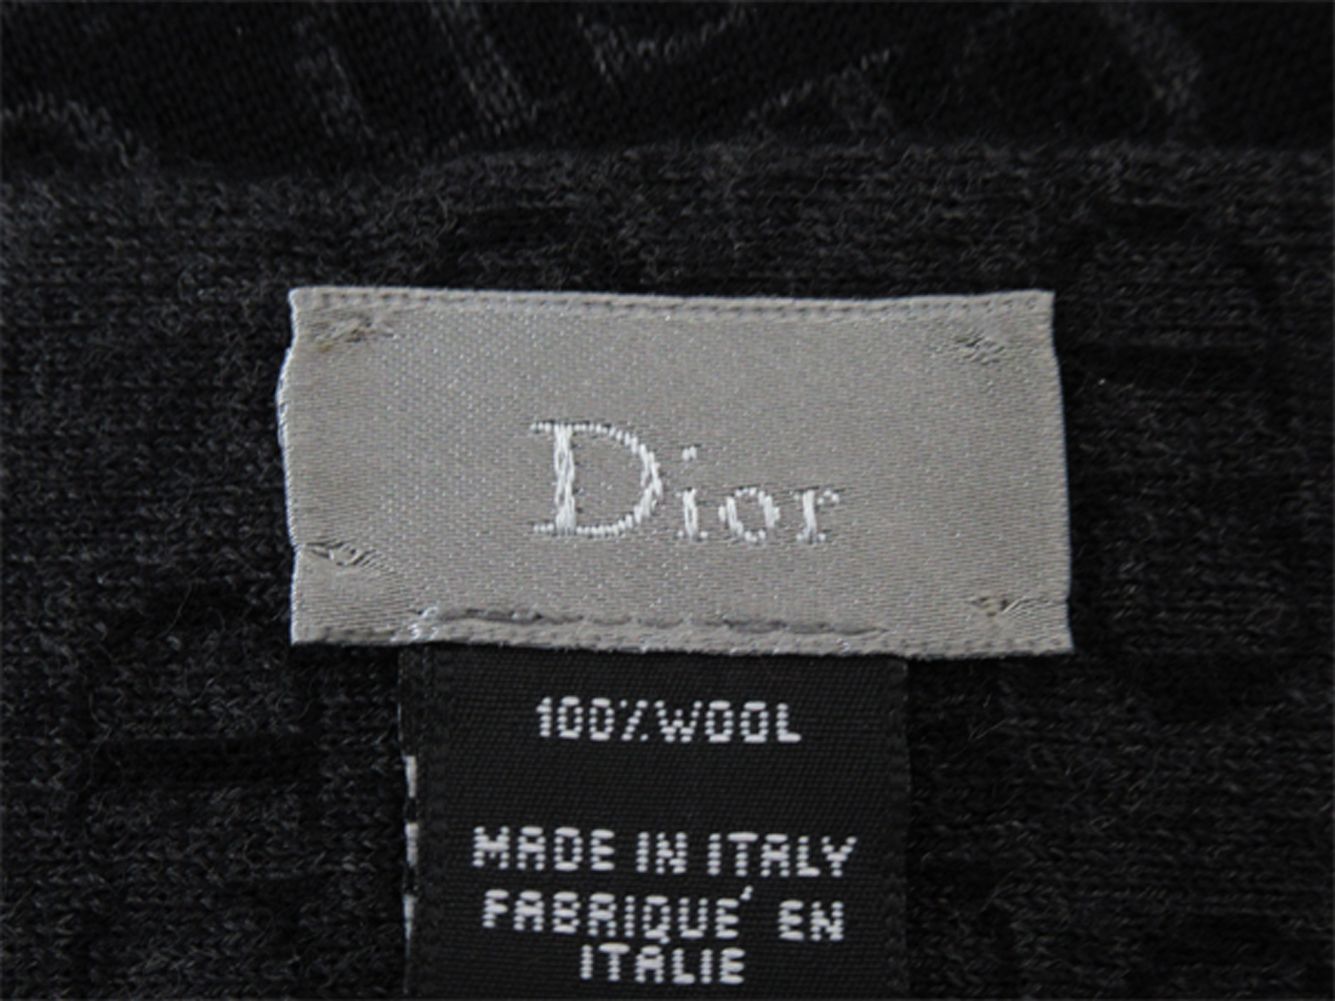 Dior
100%WOOL
MADE IN ITALY
FABRIQUE' EN
ITALIE